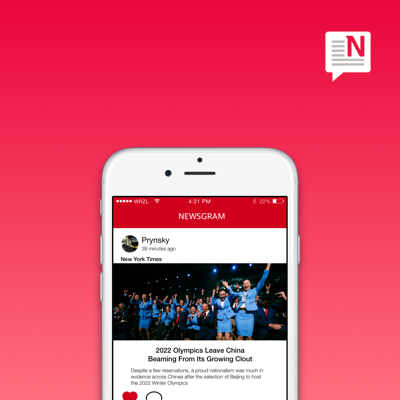 N
WRZL 4:21 PM 22%
NEWSGRAM
Prynsky
39 minutes ago
New York Times
2022 Olympics Leave China
Beaming From Its Growing Clout
Despite a few reservations, a proud nationalism was much in
evidence across Chinea after the selection of Beijing to host
the 2022 Winter Olympics